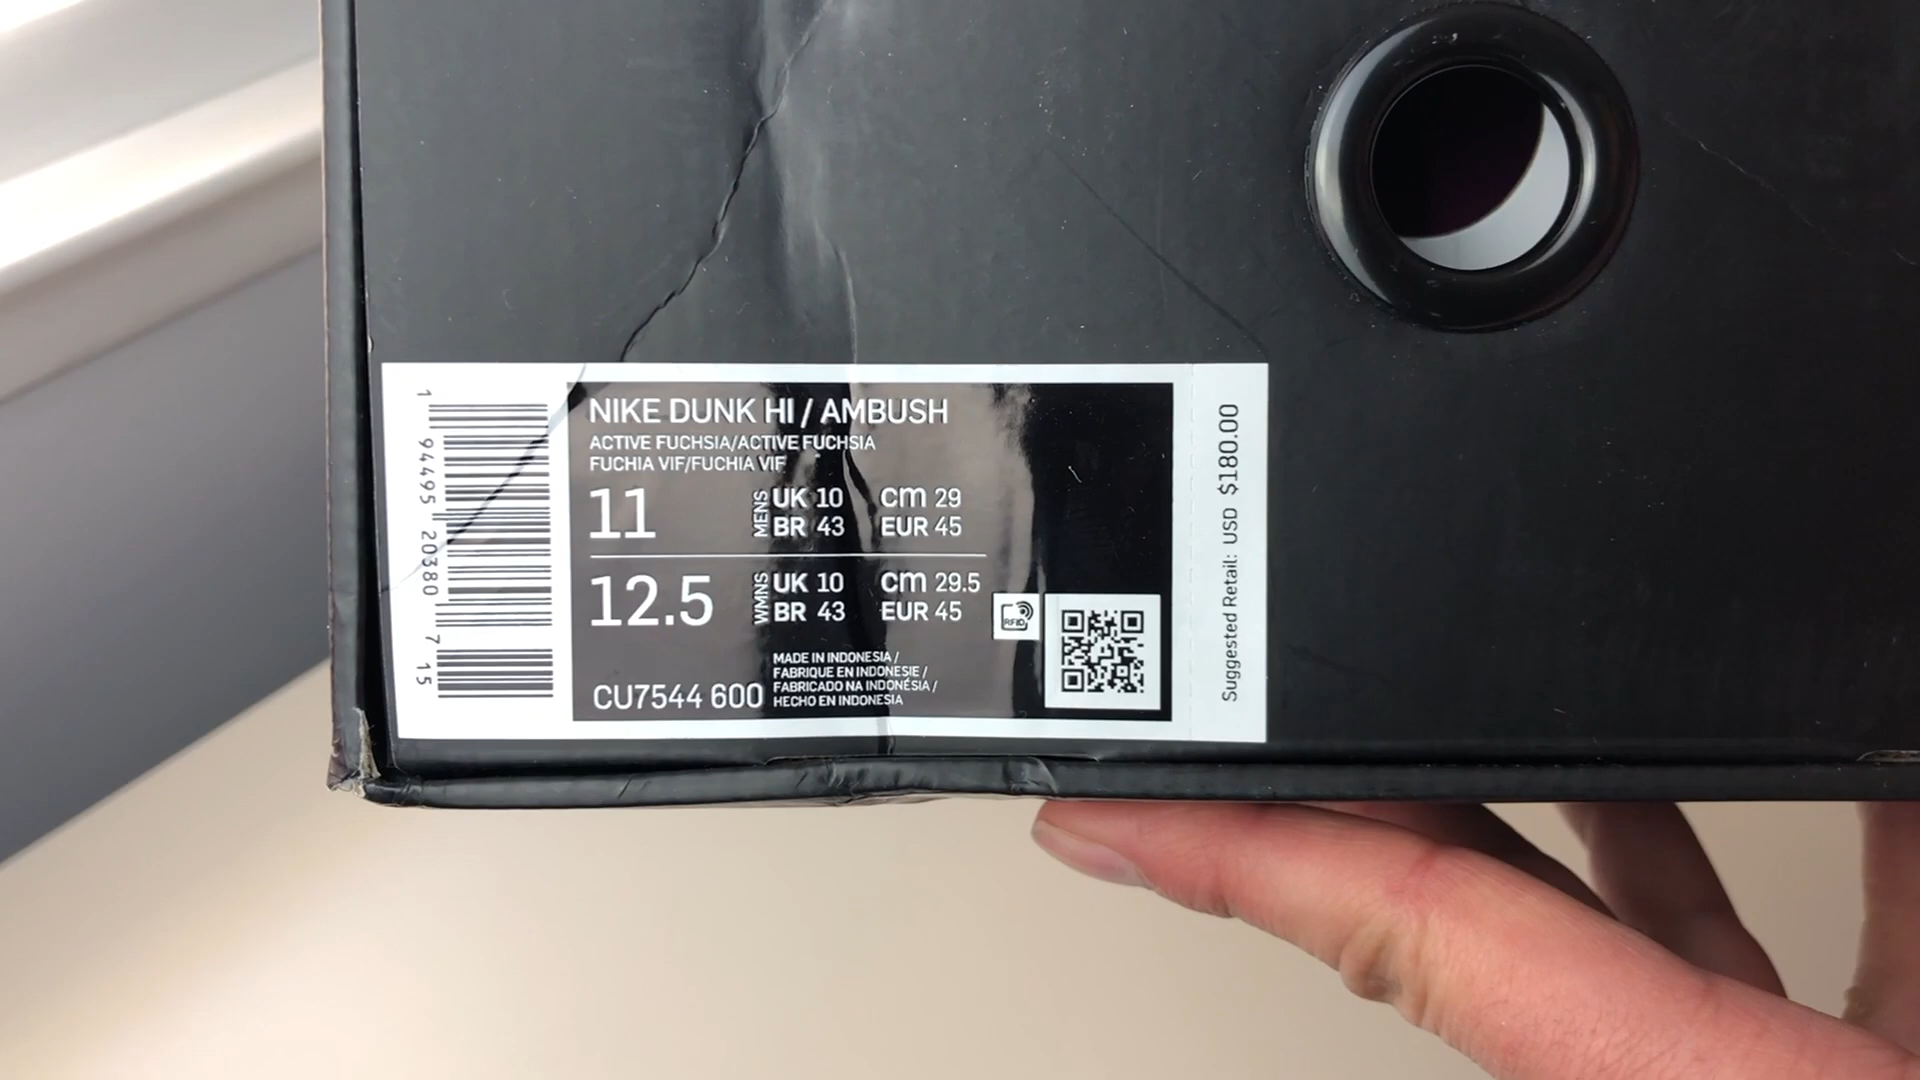 NIKE DUNK HI / AMBUSH
ACTIVE FUCHSIA/ACTIVE FUCHSIA
FUCHIA VIF/FUCHIA VIF
11 MENS UK 10 cm 29
BR 43 EUR 45
12.5 WMNS UK 10 cm 29.5
BR 43 EUR 45
RFID
MADE IN INDONESIA /
FABRIQUE EN INDONESIE /
FABRICADO NA INDONÉSIA /
HECHO EN INDONESIA
CU7544 600
1 94495 20380 7 15
Suggested Retail: USD $180.00